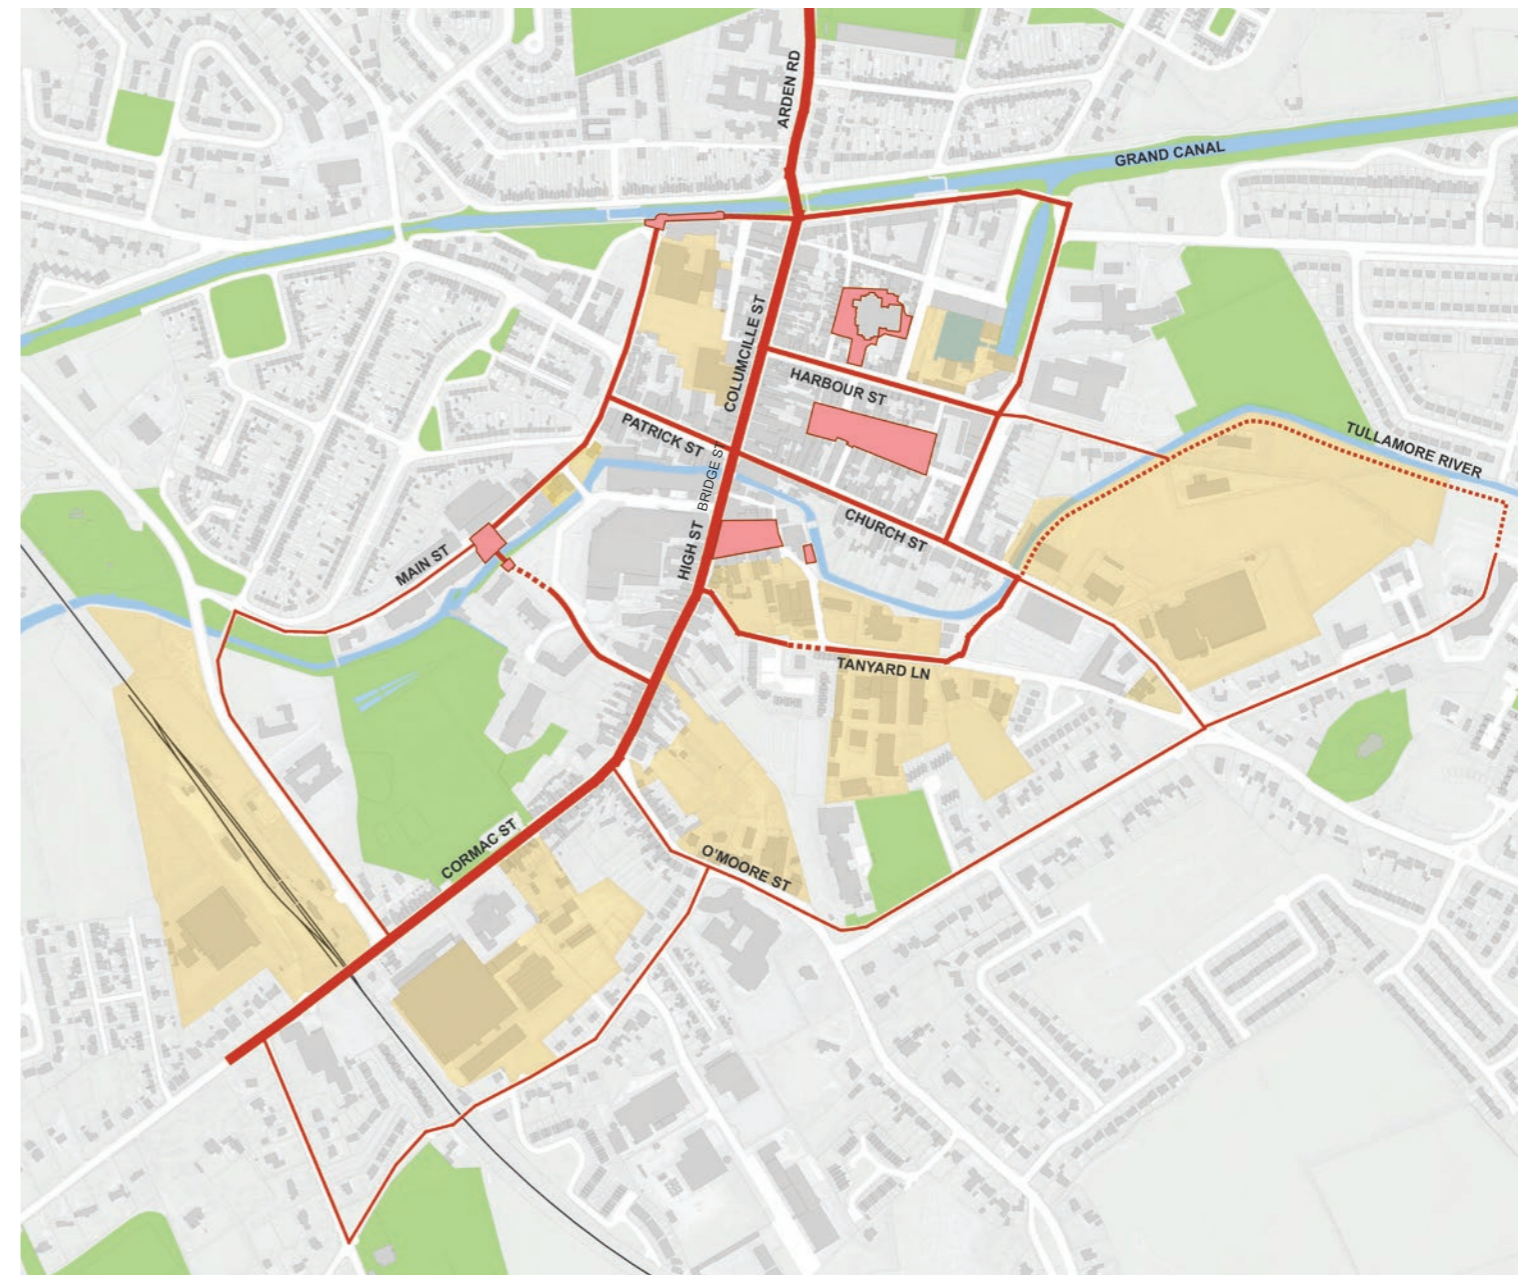 ARDEN RD
GRAND CANAL
COLUMCILLE ST
HARBOUR ST
PATRICK ST
BRIDGE ST
TULLAMORE RIVER
CHURCH ST
HIGH ST
MAIN ST
TANYARD LN
CORMAC ST
O'MOORE ST